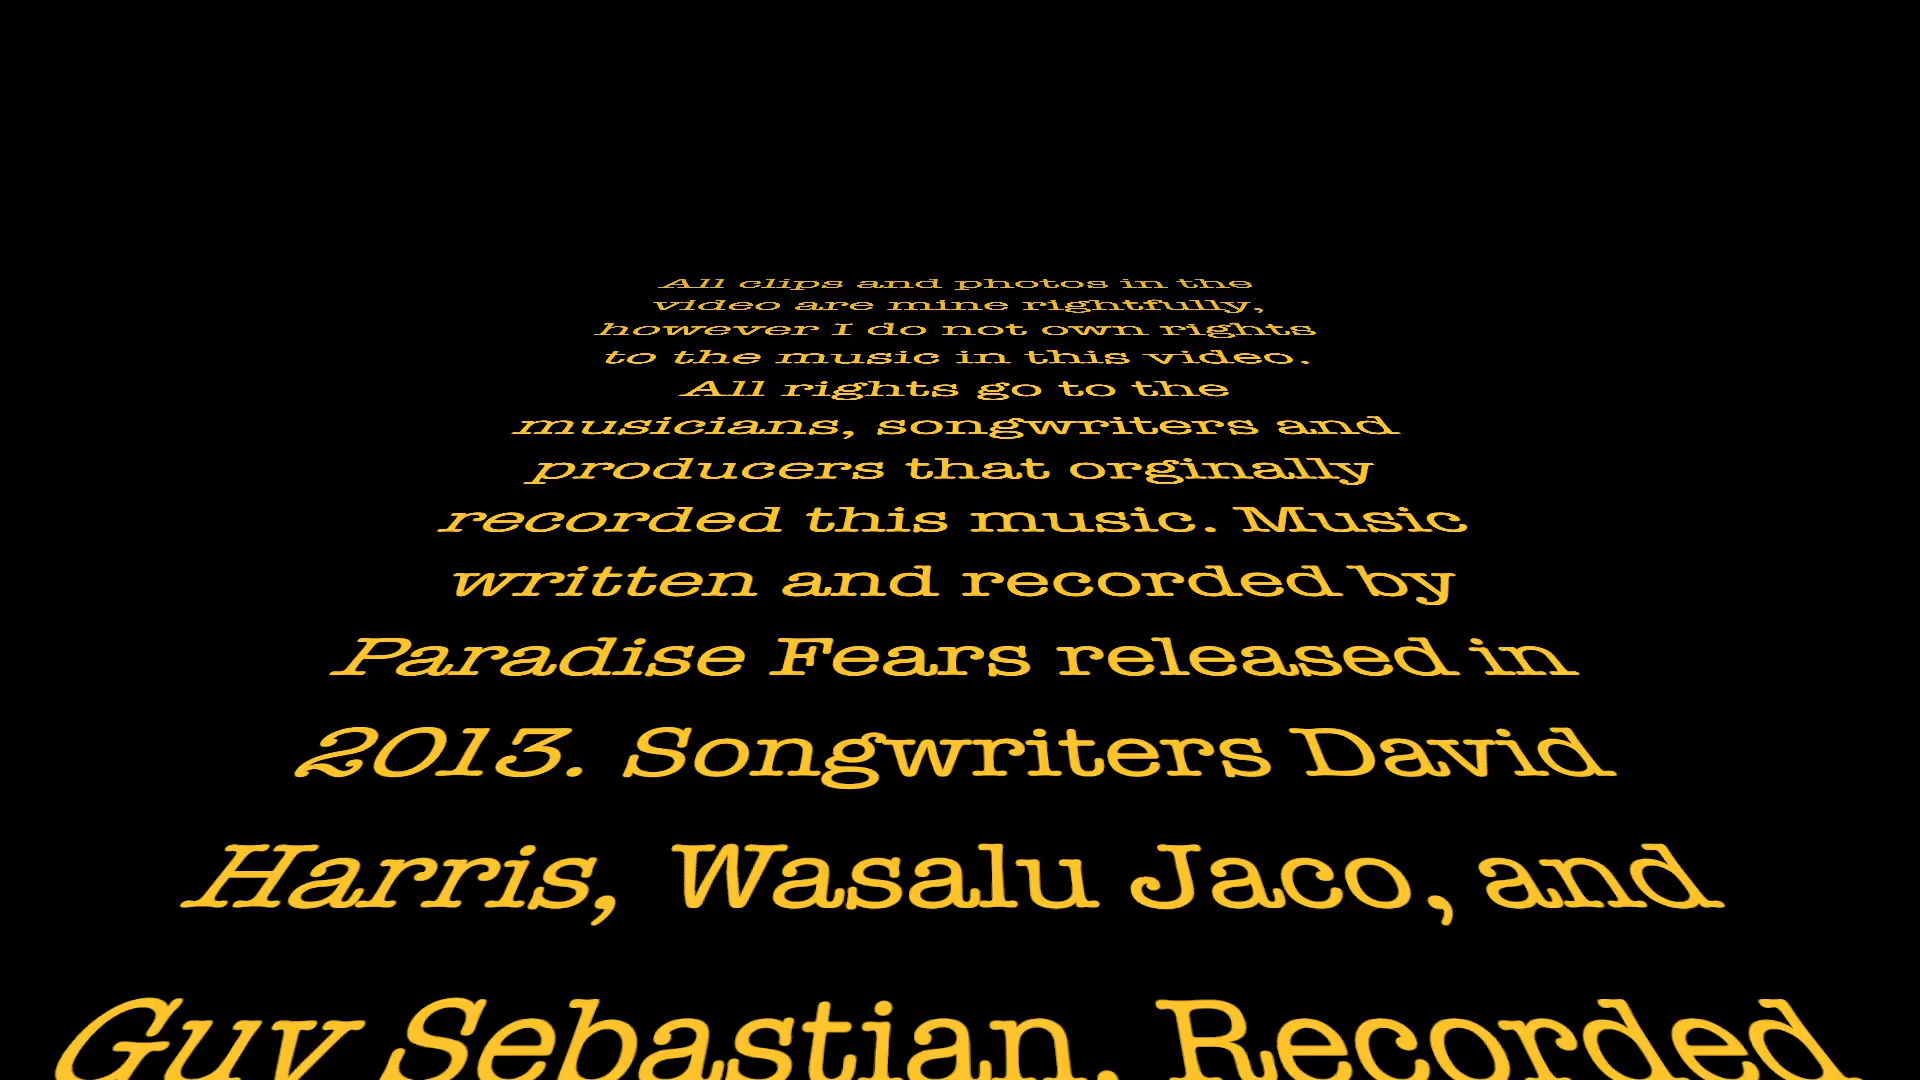 All clips and photos in the
video are mine rightfully,
however I do not own rights
to the music in this video.
All rights go to the
musicians, songwriters and
producers that orginally
recorded this music. Music
written and recorded by
Paradise Fears released in
2013. Songwriters David
Harris, Wasalu Jaco, and
Guy Sebastian. Recorded